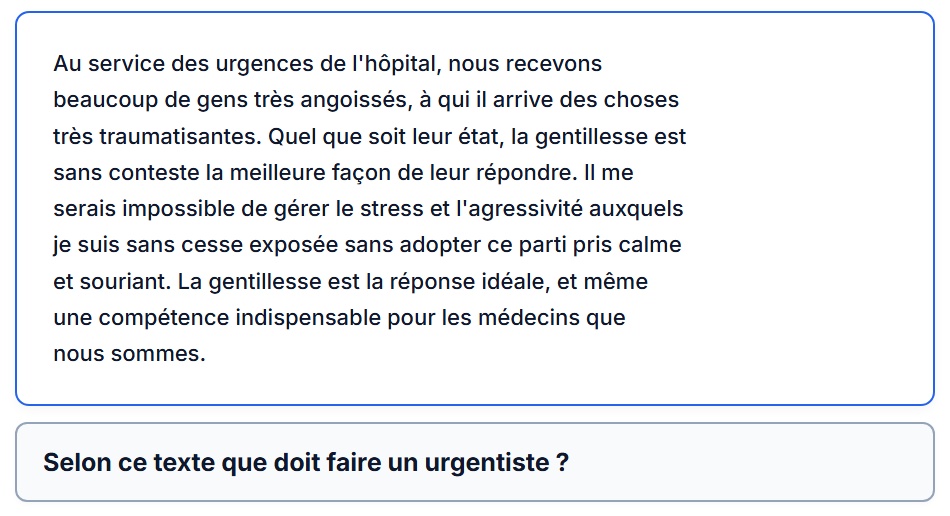 Au service des urgences de l'hôpital, nous recevons
beaucoup de gens très angoissés, à qui il arrive des choses
très traumatisantes. Quel que soit leur état, la gentillesse est
sans conteste la meilleure façon de leur répondre. Il me
serais impossible de gérer le stress et l'agressivité auxquels
je suis sans cesse exposée sans adopter ce parti pris calme
et souriant. La gentillesse est la réponse idéale, et même
une compétence indispensable pour les médecins que
nous sommes.
Selon ce texte que doit faire un urgentiste ?